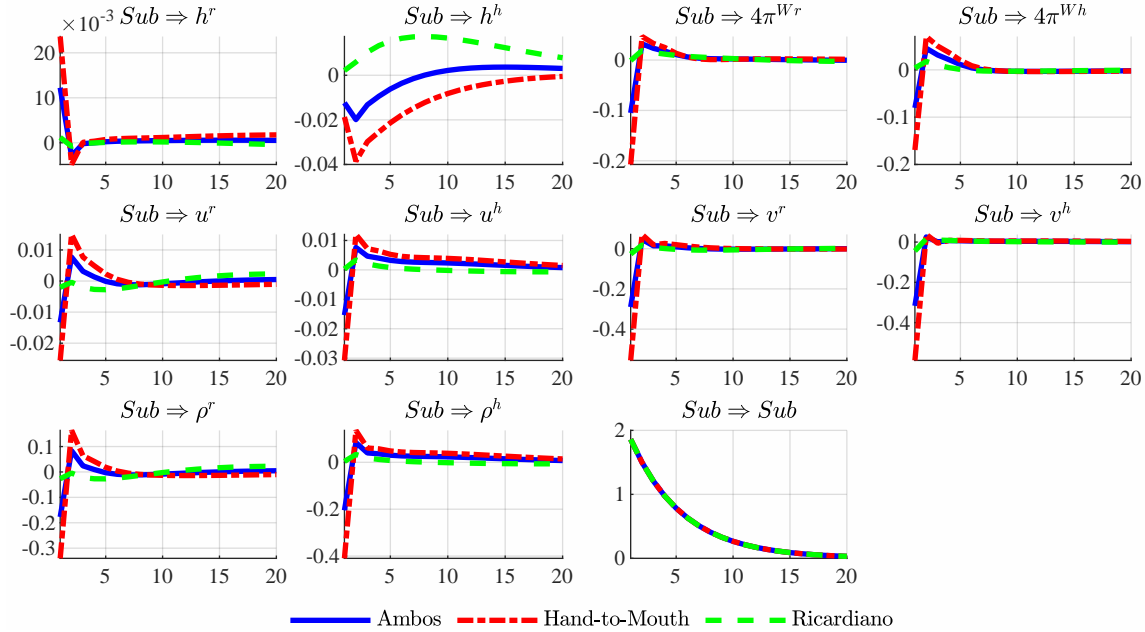 Sub ⇒ h^r
Sub ⇒ h^h
Sub ⇒ 4π^{Wr}
Sub ⇒ 4π^{Wh}
×10^{-3}
20
10
0
5 10 15 20
0
-0.02
-0.04
5 10 15 20
0
-0.1
-0.2
5 10 15 20
0
-0.1
-0.2
5 10 15 20
Sub ⇒ u^r
Sub ⇒ u^h
Sub ⇒ v^r
Sub ⇒ v^h
0.01
0
-0.01
-0.02
5 10 15 20
0.01
0
-0.01
-0.02
-0.03
5 10 15 20
0
-0.2
-0.4
5 10 15 20
0
-0.2
-0.4
5 10 15 20
Sub ⇒ ρ^r
Sub ⇒ ρ^h
Sub ⇒ Sub
0.1
0
-0.1
-0.2
-0.3
5 10 15 20
0
-0.2
-0.4
5 10 15 20
2
1
0
5 10 15 20
Ambos Hand-to-Mouth Ricardiano